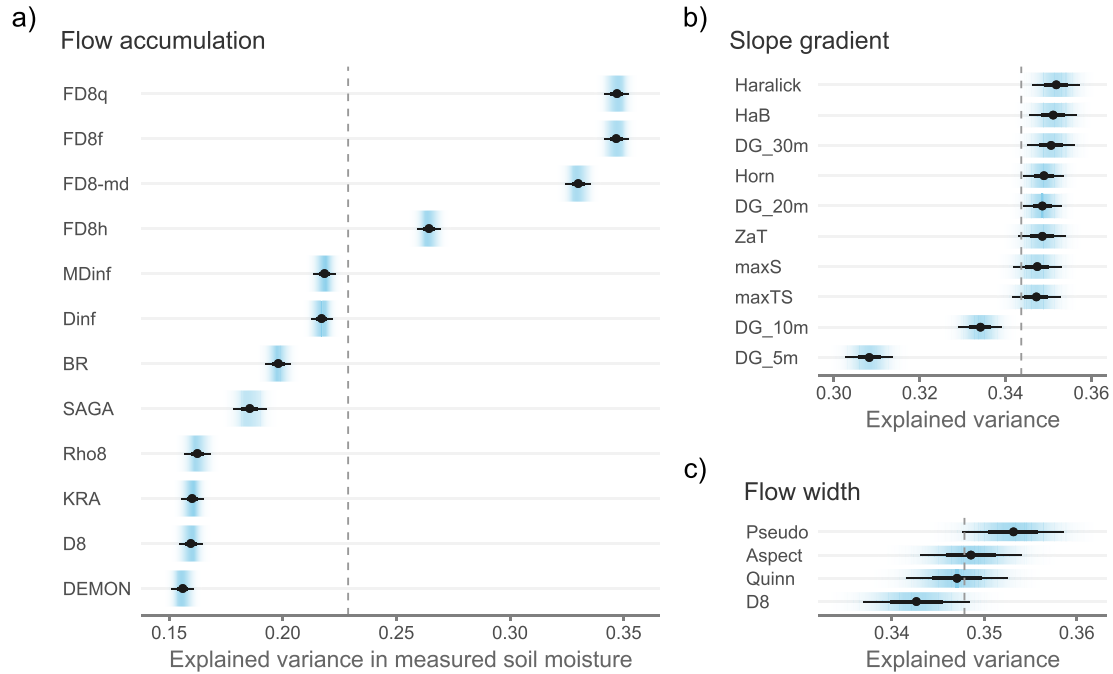 a)
Flow accumulation
FD8q
FD8f
FD8-md
FD8h
MDinf
Dinf
BR
SAGA
Rho8
KRA
D8
DEMON
0.15 0.20 0.25 0.30 0.35
Explained variance in measured soil moisture
b)
Slope gradient
Haralick
HaB
DG_30m
Horn
DG_20m
ZaT
maxS
maxTS
DG_10m
DG_5m
0.30 0.32 0.34 0.36
Explained variance
c)
Flow width
Pseudo
Aspect
Quinn
D8
0.34 0.35 0.36
Explained variance